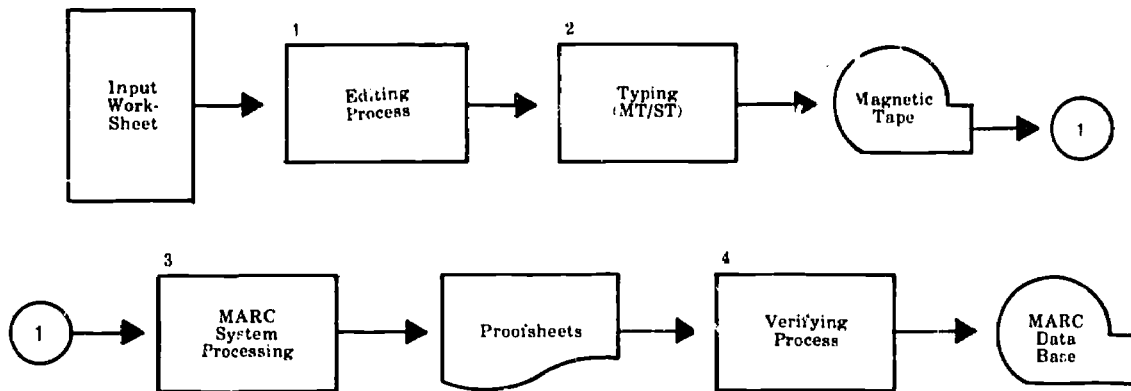 1
2
Input
Work-
Sheet
Editing
Process
Typing
(MT/ST)
Magnetic
Tape
1
3
4
1
MARC
System
Processing
Proofsheets
Verifying
Process
MARC
Data
Base